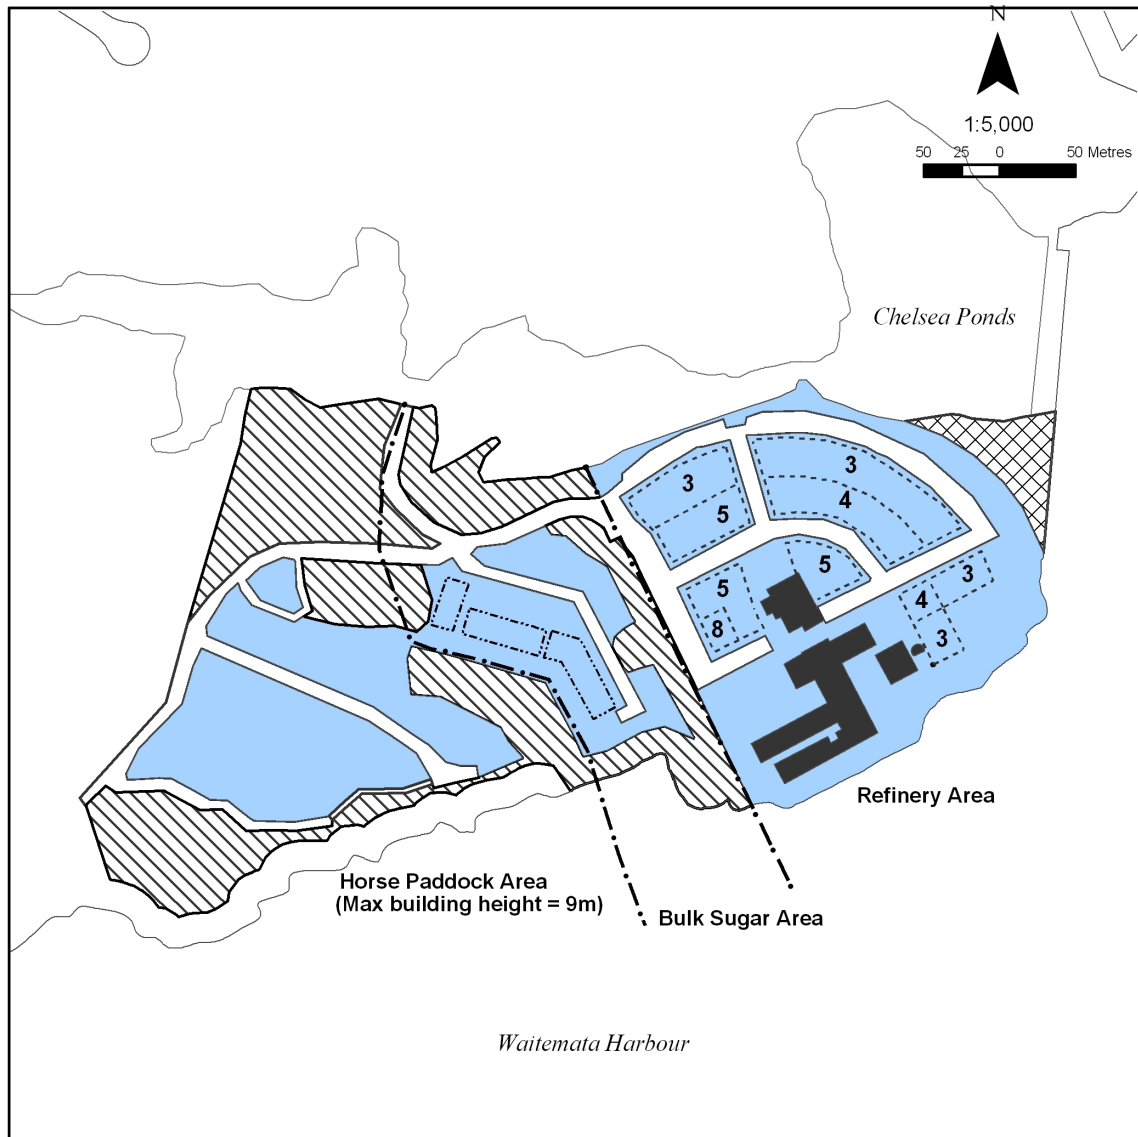 N
1:5,000
50 25 0 50 Metres
Chelsea Ponds
3
3
4
5
5
5
3
4
8
3
Refinery Area
Horse Paddock Area
(Max building height = 9m)
Bulk Sugar Area
Waitemata Harbour